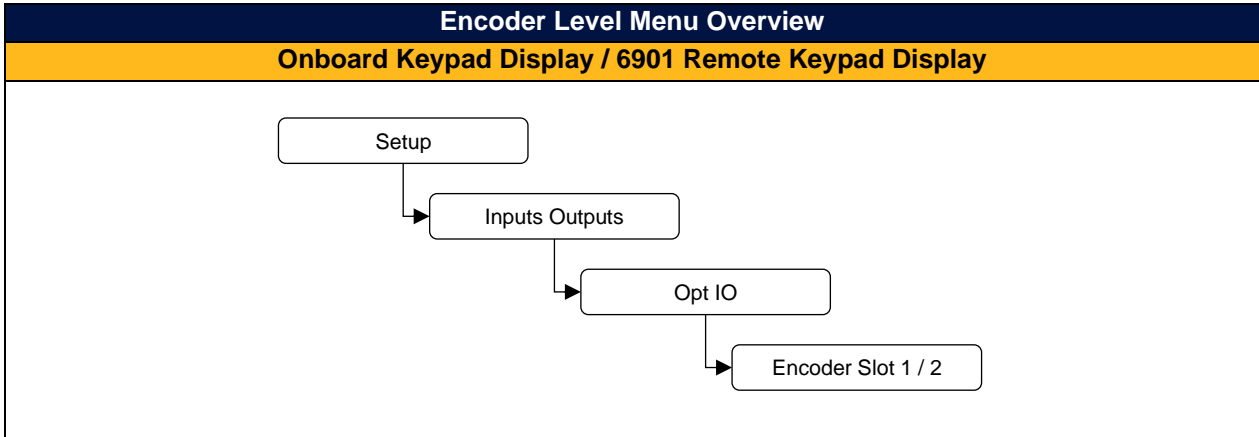 Encoder Level Menu Overview
Onboard Keypad Display / 6901 Remote Keypad Display
Setup
Inputs Outputs
Opt IO
Encoder Slot 1 / 2